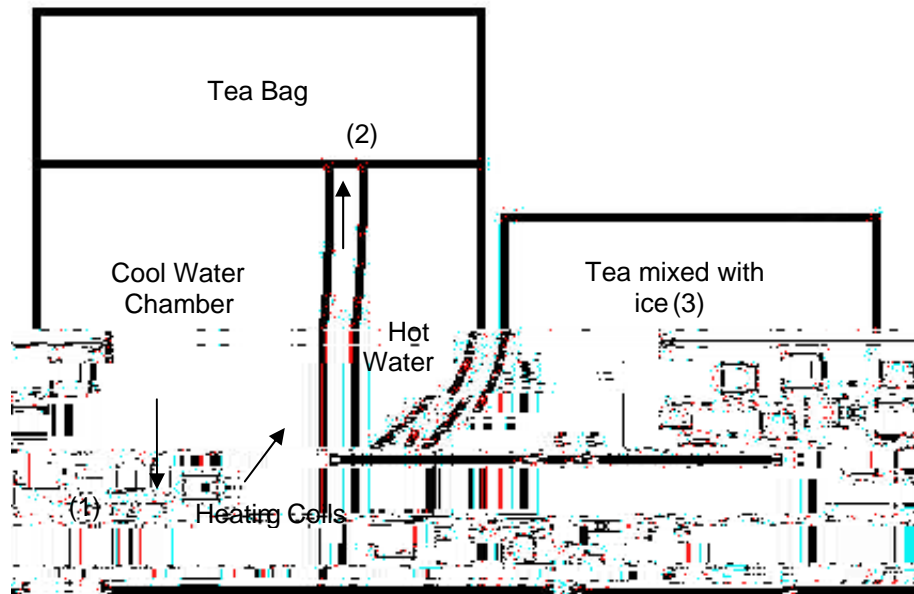 Tea Bag
(2)
Cool Water
Chamber
Tea mixed with
ice (3)
Hot
Water
(1)
Heating Coils